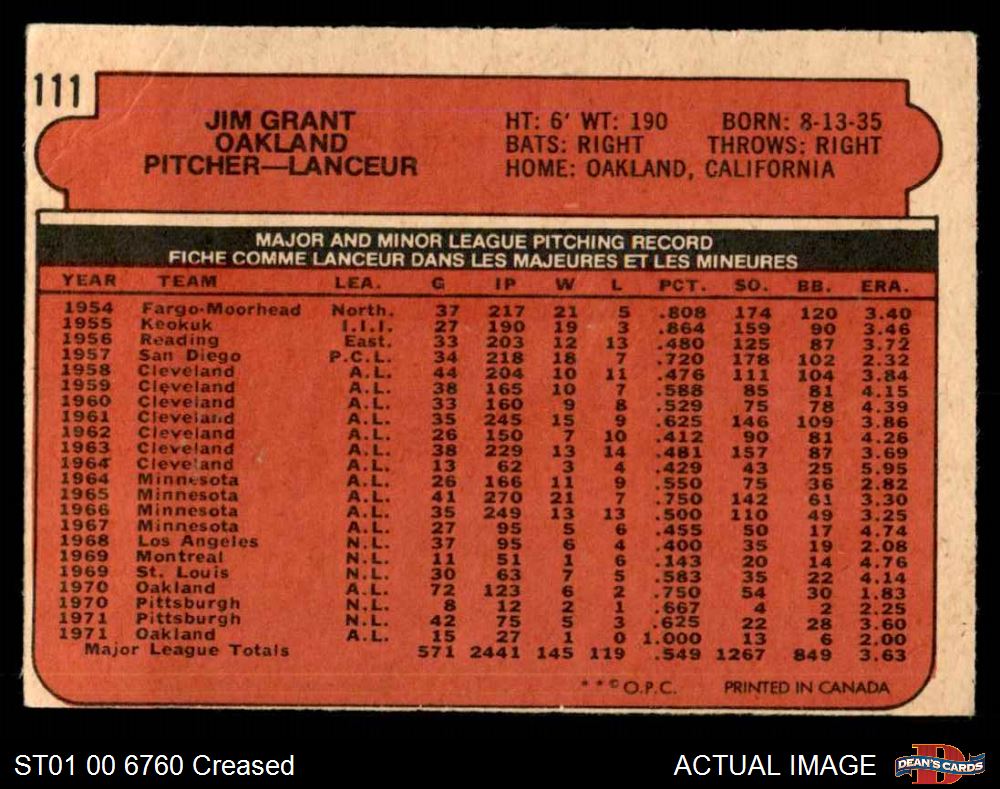 111
JIM GRANT
OAKLAND
PITCHER—LANCEUR
HT: 6' WT: 190 BORN: 8-13-35
BATS: RIGHT THROWS: RIGHT
HOME: OAKLAND, CALIFORNIA
MAJOR AND MINOR LEAGUE PITCHING RECORD
FICHE COMME LANCEUR DANS LES MAJEURES ET LES MINEURES
YEAR TEAM LEA. G IP W L PCT. SO. BB. ERA.
1954 Fargo-Moorhead North. 37 217 21 5 .808 174 120 3.40
1955 Keokuk I.I.I. 27 190 19 3 .864 159 90 3.46
1956 Reading East. 33 203 12 13 .480 125 87 3.72
1957 San Diego P.C.L. 34 218 18 7 .720 178 102 2.32
1958 Cleveland A.L. 44 204 10 11 .476 111 104 3.84
1959 Cleveland A.L. 38 165 10 7 .588 85 81 4.15
1960 Cleveland A.L. 33 160 9 8 .529 75 78 4.39
1961 Cleveland A.L. 35 245 15 9 .625 146 109 3.86
1962 Cleveland A.L. 26 150 7 10 .412 90 81 4.26
1963 Cleveland A.L. 38 229 13 14 .481 157 87 3.69
1964 Cleveland A.L. 13 62 3 4 .429 43 25 5.95
1964 Minnesota A.L. 26 166 11 9 .550 75 36 2.82
1965 Minnesota A.L. 41 270 21 7 .750 142 61 3.30
1966 Minnesota A.L. 35 249 13 13 .500 110 49 3.25
1967 Minnesota A.L. 27 95 5 6 .455 50 17 4.74
1968 Los Angeles N.L. 37 95 6 4 .400 35 19 2.08
1969 Montreal N.L. 11 51 1 6 .143 20 14 4.76
1969 St. Louis N.L. 30 63 7 5 .583 35 22 4.14
1970 Oakland A.L. 72 123 6 2 .750 54 30 1.83
1970 Pittsburgh N.L. 8 12 2 1 .667 4 2 2.25
1971 Pittsburgh N.L. 42 75 5 3 .625 22 28 3.60
1971 Oakland A.L. 15 27 1 0 1.000 13 6 2.00
Major League Totals 571 2441 145 119 .549 1267 849 3.63
**©O.P.C. PRINTED IN CANADA
ST01 00 6760 Creased
ACTUAL IMAGE
D
DEAN'S CARDS